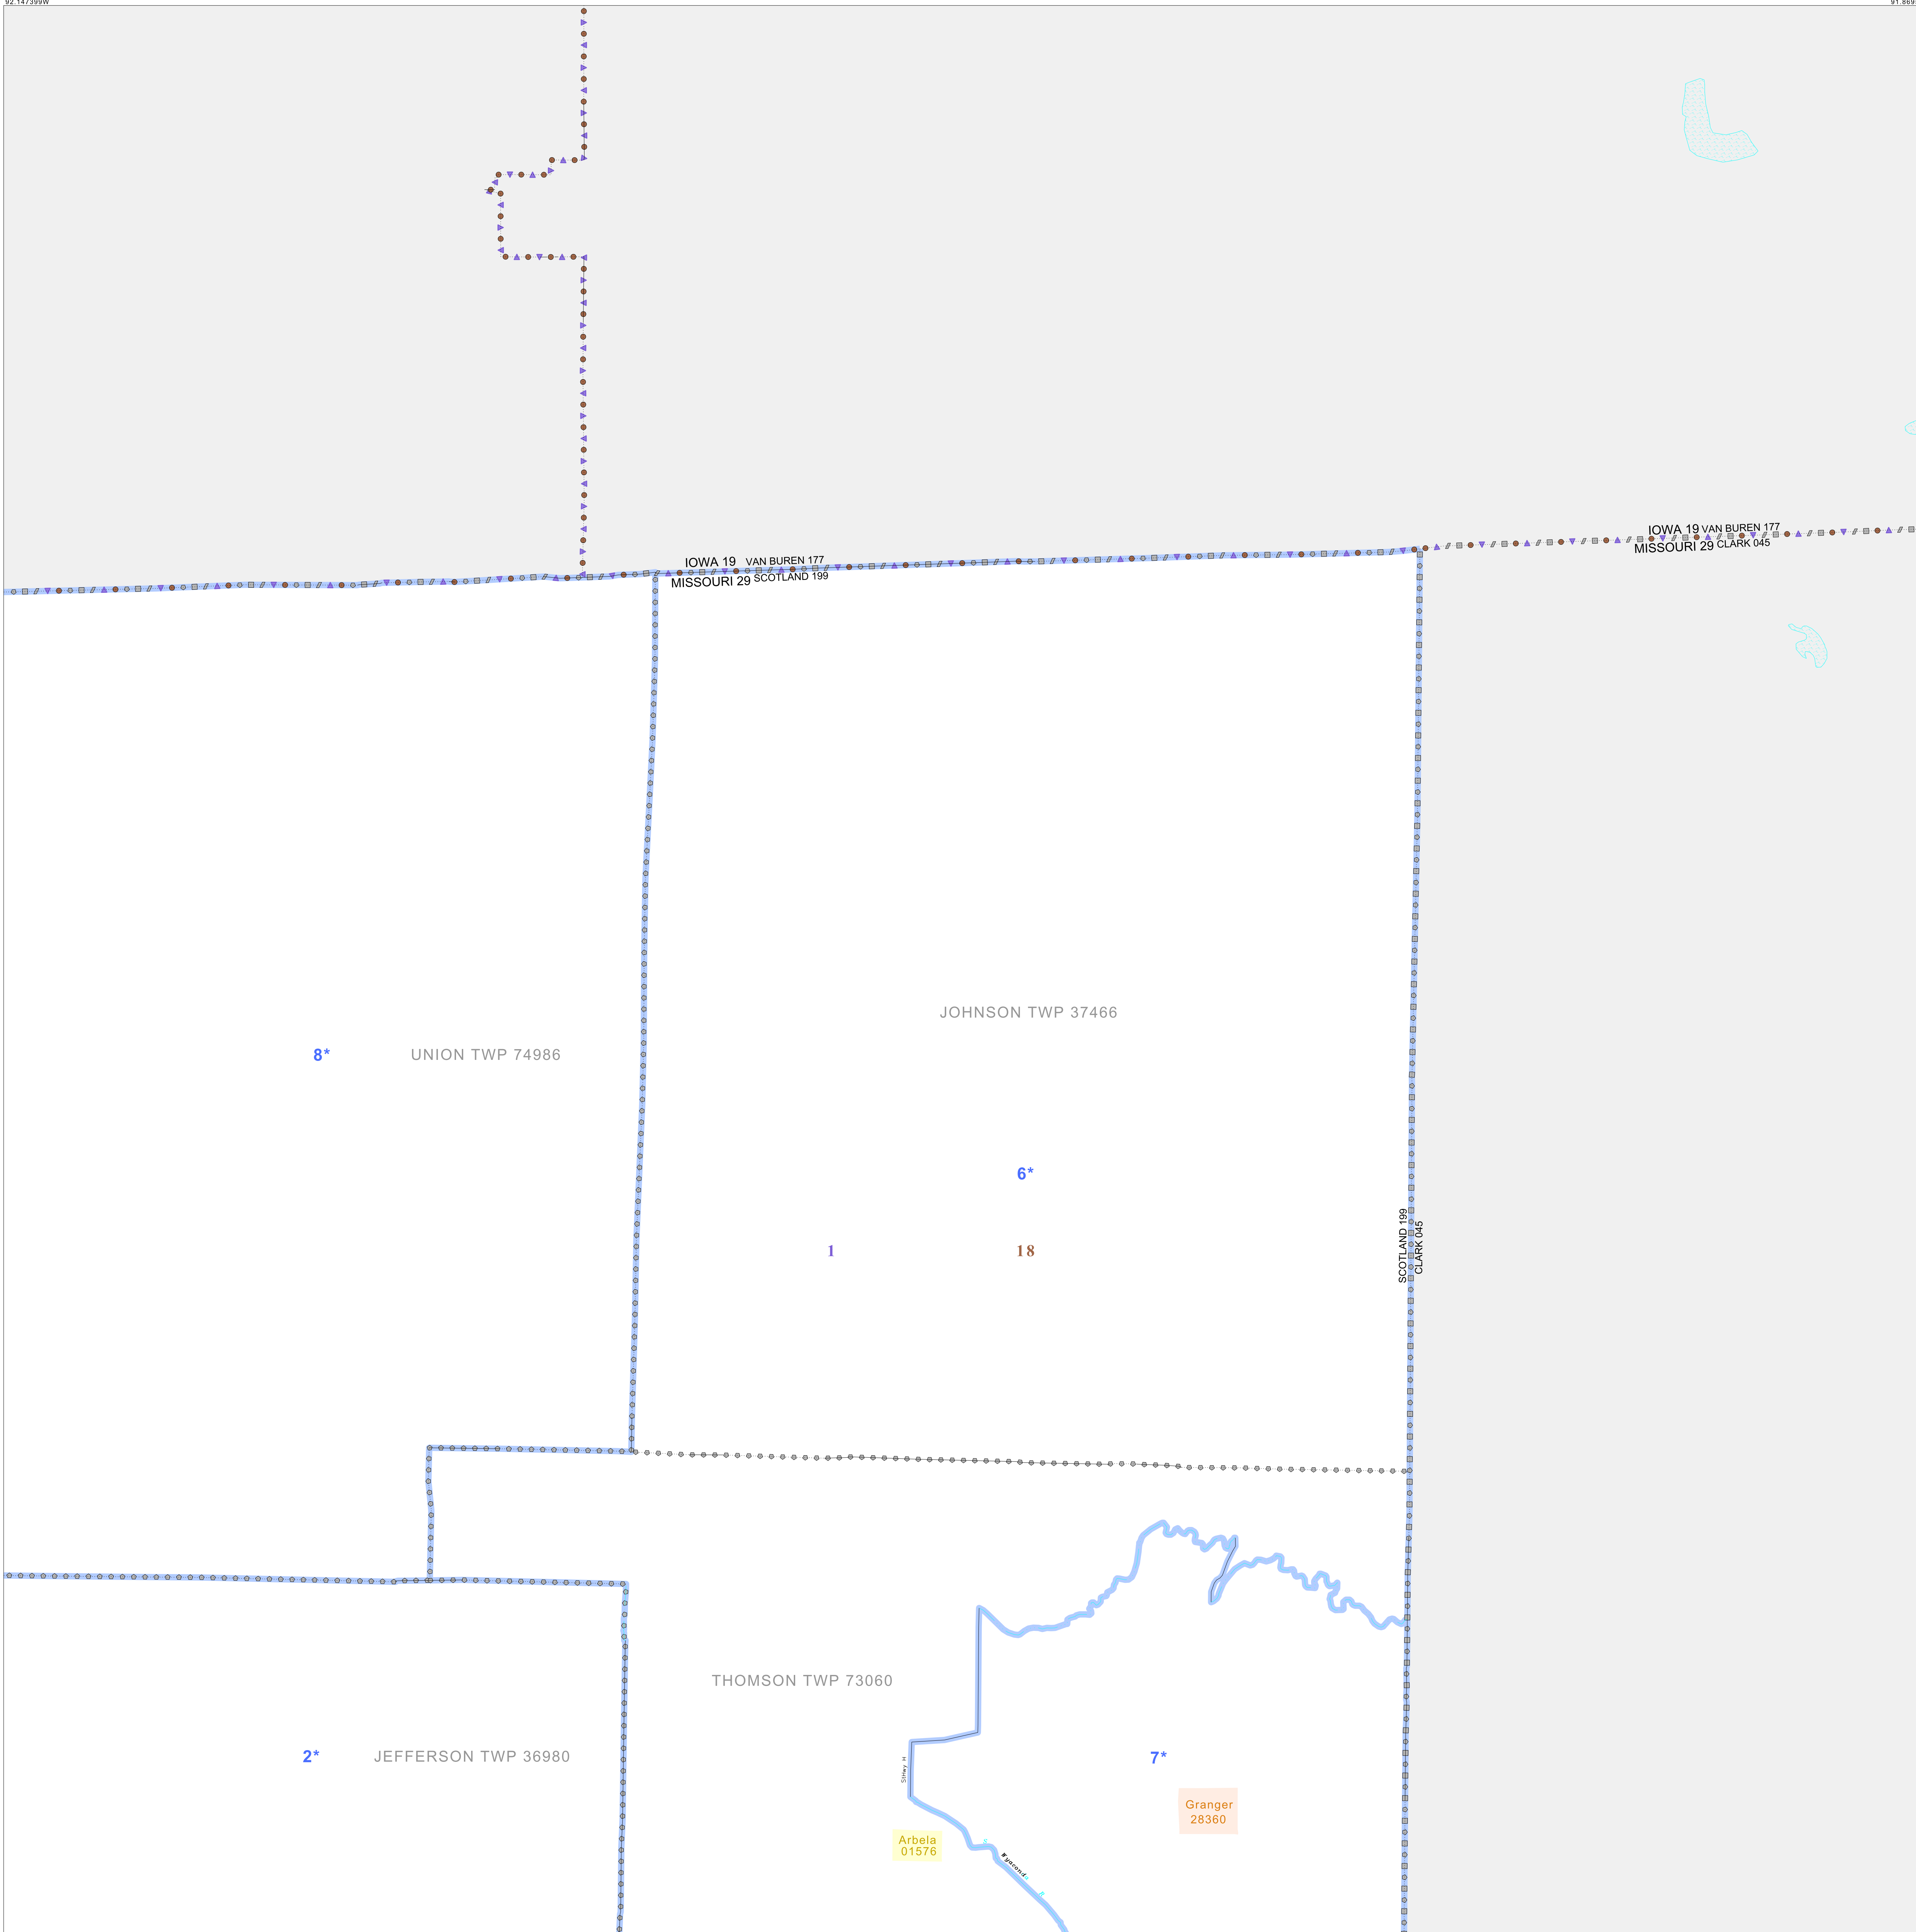 92.147399W
91.869
IOWA 19 VAN BUREN 177
MISSOURI 29 CLARK 045
IOWA 19 VAN BUREN 177
MISSOURI 29 SCOTLAND 199
JOHNSON TWP 37466
8* UNION TWP 74986
6*
1 18
SCOTLAND 199
CLARK 045
THOMSON TWP 73060
2* JEFFERSON TWP 36980
7*
StHwy H
Granger
28360
Arbela
01576